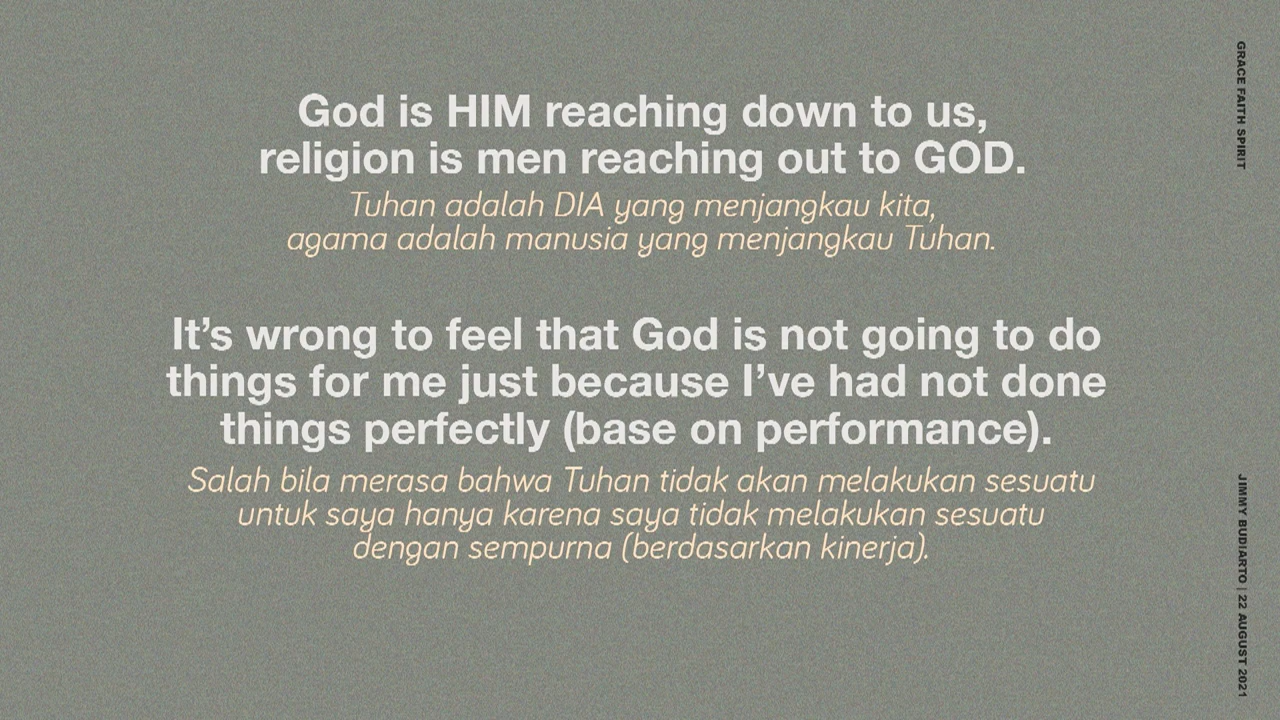 God is HIM reaching down to us,
religion is men reaching out to GOD.
Tuhan adalah DIA yang menjangkau kita,
agama adalah manusia yang menjangkau Tuhan.
It’s wrong to feel that God is not going to do
things for me just because I’ve had not done
things perfectly (base on performance).
Salah bila merasa bahwa Tuhan tidak akan melakukan sesuatu
untuk saya hanya karena saya tidak melakukan sesuatu
dengan sempurna (berdasarkan kinerja).
GRACE FAITH SPIRIT
JIMMY BUDIARTO | 22 AUGUST 2021